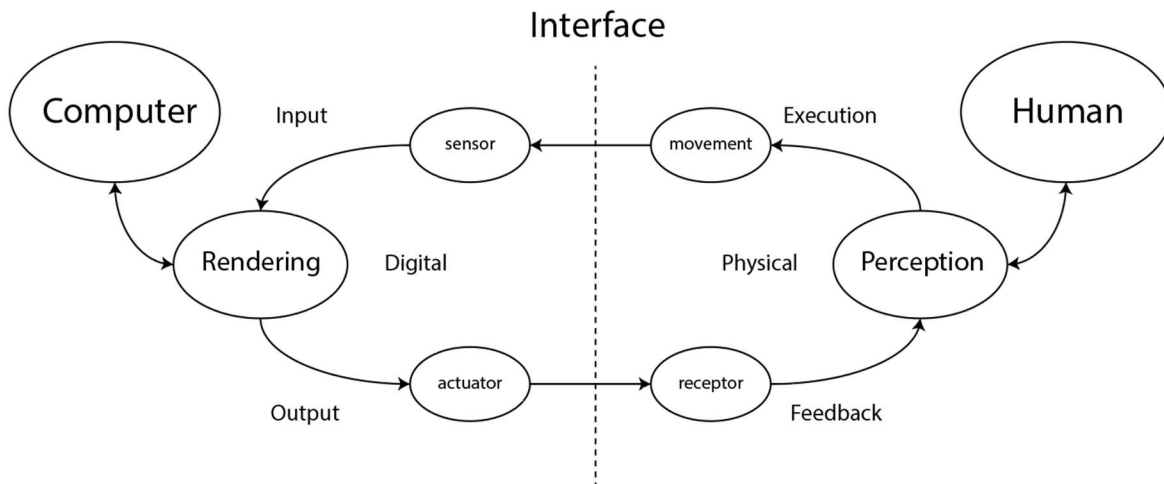 Interface
Computer
Input
sensor
movement
Execution
Human
Rendering
Digital
Physical
Perception
Output
actuator
receptor
Feedback